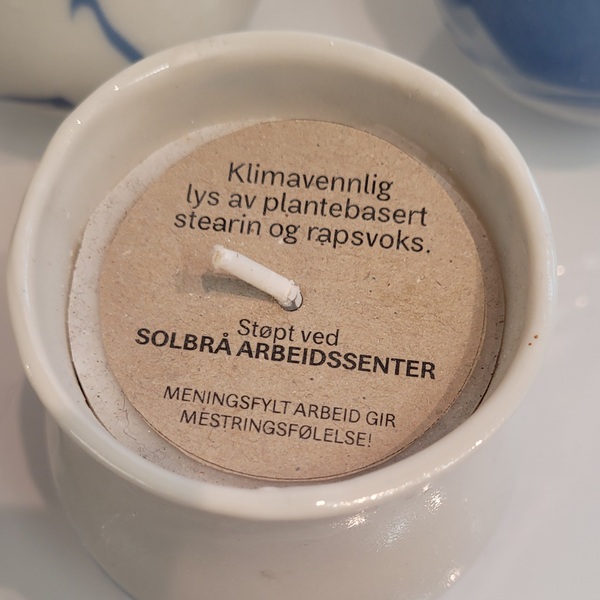 Klimavennlig
lys av plantebasert
stearin og rapsvoks.
Støpt ved
SOLBRÅ ARBEIDSSENTER
MENINGSFYLT ARBEID GIR
MESTRINGSFØLELSE!